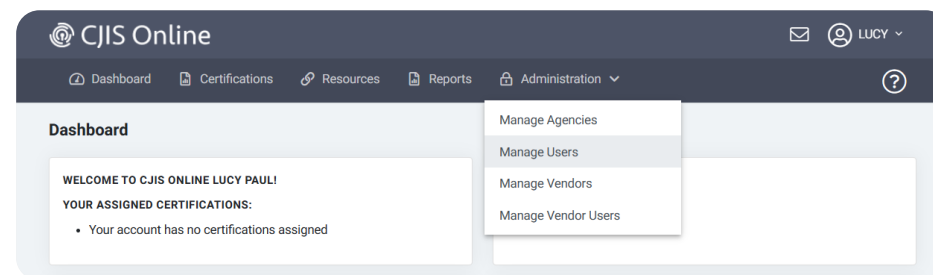 CJIS Online
LUCY
Dashboard Certifications Resources Reports Administration
?
Dashboard
Manage Agencies
Manage Users
Manage Vendors
Manage Vendor Users
WELCOME TO CJIS ONLINE LUCY PAUL!
YOUR ASSIGNED CERTIFICATIONS:
• Your account has no certifications assigned